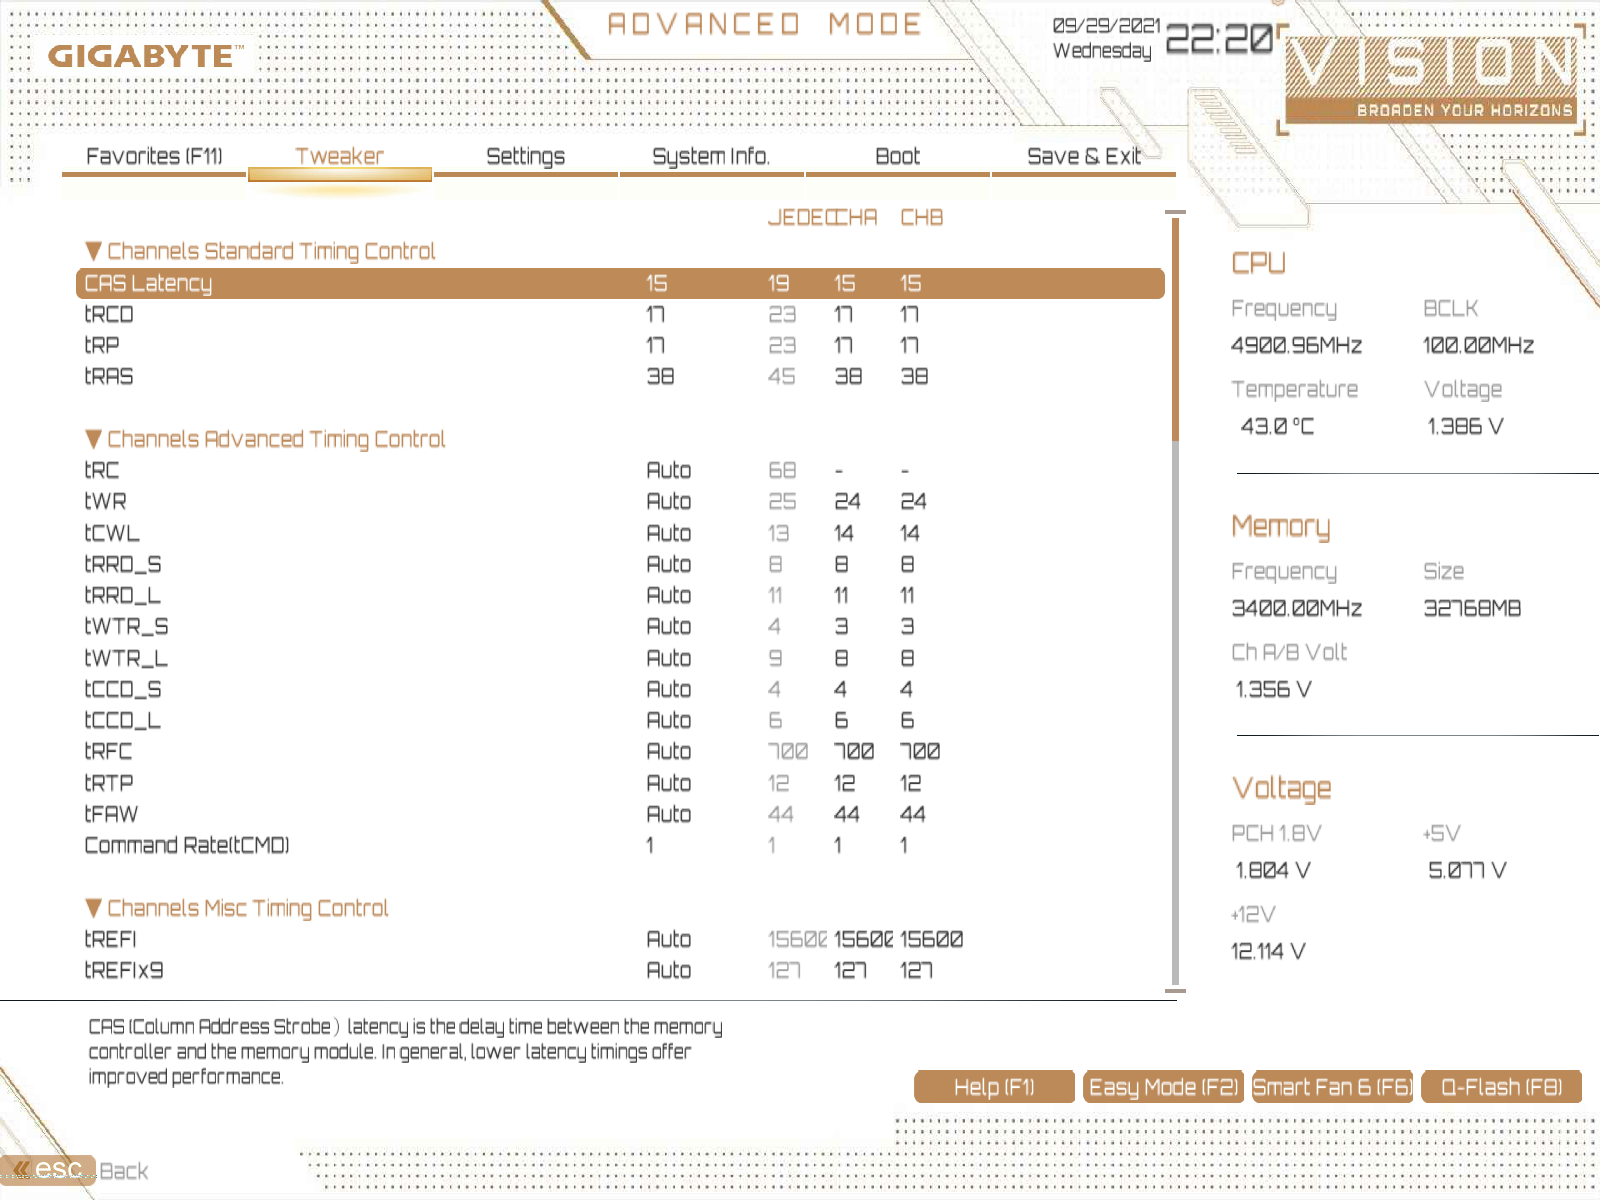 GIGABYTE™
ADVANCED MODE
09/29/2021 22:20
Wednesday
VISION
BROADEN YOUR HORIZONS
Favorites (F11) Tweaker Settings System Info. Boot Save & Exit
JEDEC CHA CHB
▼ Channels Standard Timing Control
CAS Latency 15 19 15 15
tRCD 17 23 17 17
tRP 17 23 17 17
tRAS 38 45 38 38
▼ Channels Advanced Timing Control
tRC Auto 68 - -
tWR Auto 25 24 24
tCWL Auto 13 14 14
tRRD_S Auto 8 8 8
tRRD_L Auto 11 11 11
tWTR_S Auto 4 3 3
tWTR_L Auto 9 8 8
tCCD_S Auto 4 4 4
tCCD_L Auto 6 6 6
tRFC Auto 700 700 700
tRTP Auto 12 12 12
tFAW Auto 44 44 44
Command Rate(tCMD) 1 1 1 1
▼ Channels Misc Timing Control
tREFI Auto 15600 15600 15600
tREFIx9 Auto 127 127 127
CPU
Frequency BCLK
4900.96MHz 100.00MHz
Temperature Voltage
43.0 °C 1.386 V
Memory
Frequency Size
3400.00MHz 32768MB
Ch A/B Volt
1.356 V
Voltage
PCH 1.8V +5V
1.804 V 5.077 V
+12V
12.114 V
CAS (Column Address Strobe) latency is the delay time between the memory
controller and the memory module. In general, lower latency timings offer
improved performance.
Help (F1) Easy Mode (F2) Smart Fan 6 (F6) Q-Flash (F8)
« esc Back